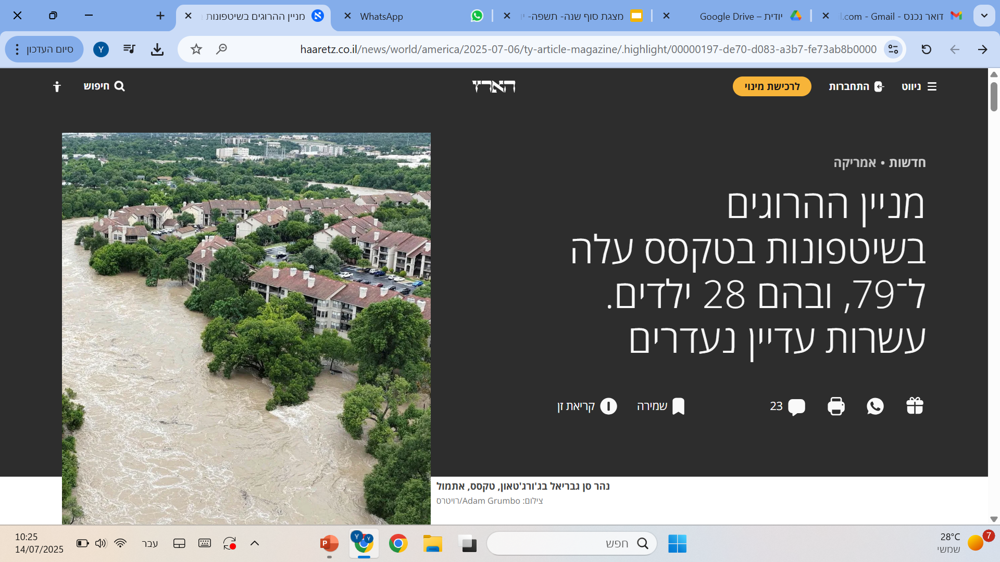 דואר נכנס - Gmail - l.com
יודית – Google Drive
מצגת סוף שנה- תשפה- י
WhatsApp
מניין ההרוגים בשיטפונות
haaretz.co.il/news/world/america/2025-07-06/ty-article-magazine/.highlight/00000197-de70-d083-a3b7-fe73ab8b0000
Y
סיום העדכון
ניווט
התחברות
לרכישת מינוי
הארץ
חיפוש
חדשות • אמריקה
מניין ההרוגים
בשיטפונות בטקסס עלה
ל־79, ובהם 28 ילדים.
עשרות עדיין נעדרים
23
שמירה
קריאת זן
נהר סן גבריאל בג'ורג'טאון, טקסס, אתמול
צילום: Adam Grumbo/רויטרס
7
28°C
שמשי
חפש
עבר
10:25
14/07/2025